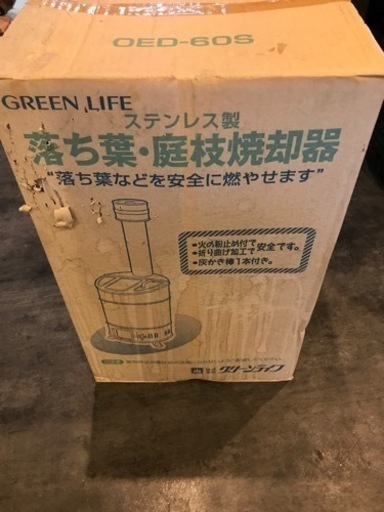 OED-60S
GREEN LIFE
ステンレス製
落ち葉・庭枝焼却器
"落ち葉などを安全に燃やせます"
・火の粉止め付で
・折り曲げ加工で
安全です。
・灰かき棒1本付き。
グリーンライフ